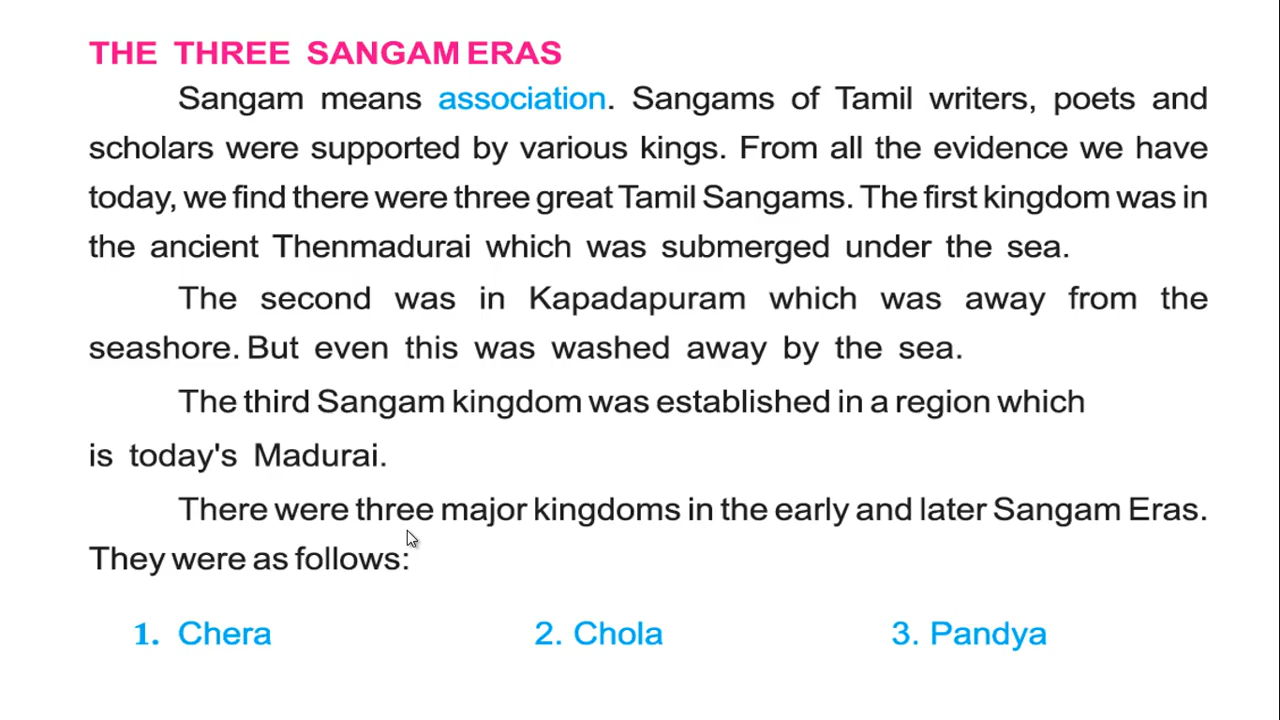 THE THREE SANGAM ERAS
Sangam means association. Sangams of Tamil writers, poets and
scholars were supported by various kings. From all the evidence we have
today, we find there were three great Tamil Sangams. The first kingdom was in
the ancient Thenmadurai which was submerged under the sea.
The second was in Kapadapuram which was away from the
seashore. But even this was washed away by the sea.
The third Sangam kingdom was established in a region which
is today's Madurai.
There were three major kingdoms in the early and later Sangam Eras.
They were as follows:
1. Chera 2. Chola 3. Pandya